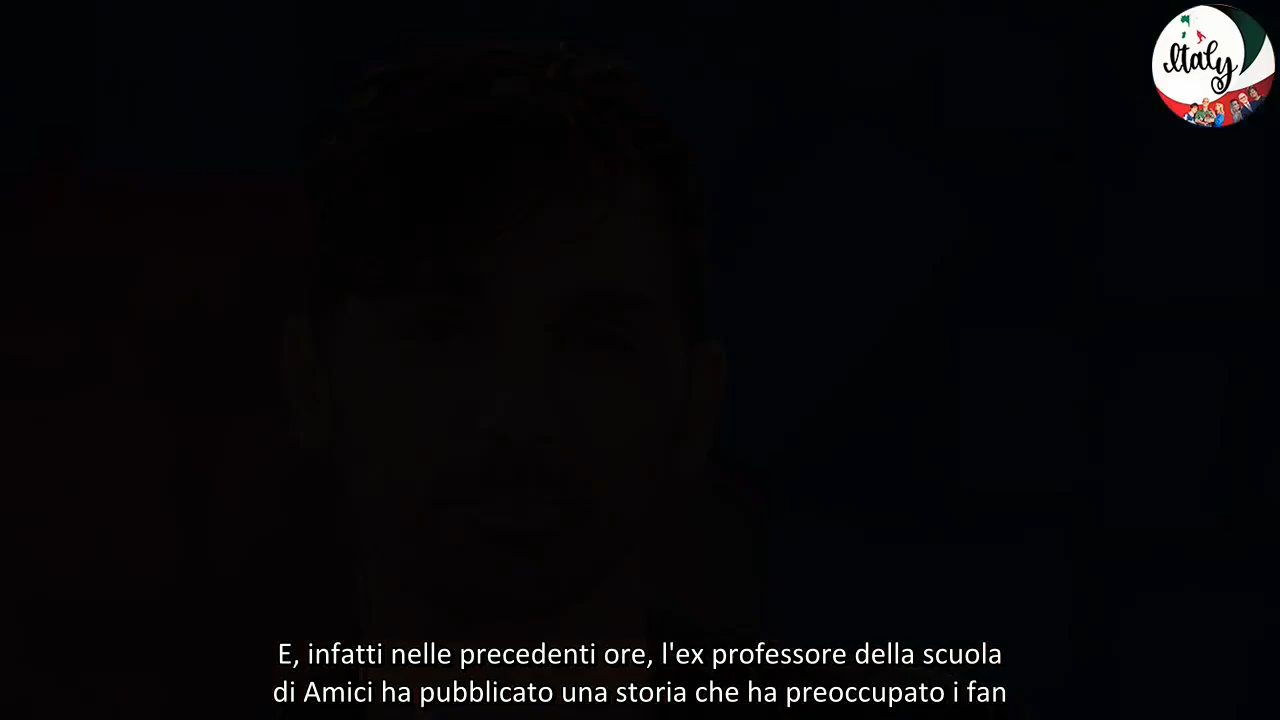 Italy
E, infatti nelle precedenti ore, l'ex professore della scuola
di Amici ha pubblicato una storia che ha preoccupato i fan